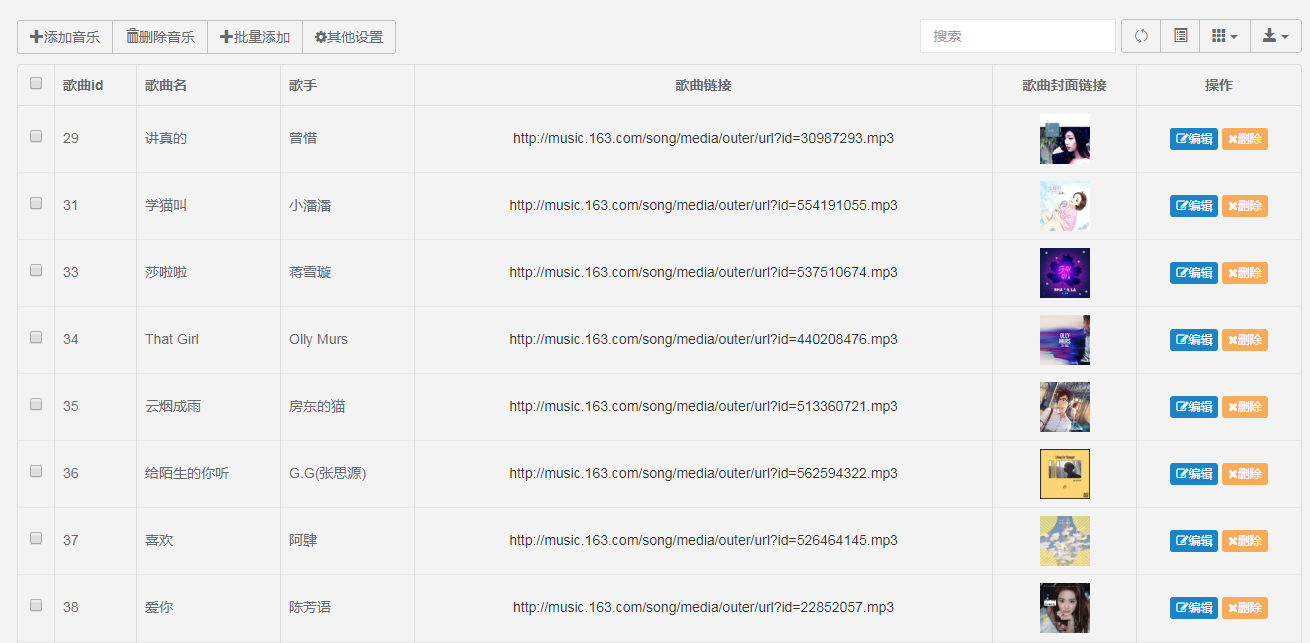 添加音乐 删除音乐 批量添加 其他设置 搜索
歌曲id 歌曲名 歌手 歌曲链接 歌曲封面链接 操作
29 讲真的 曾惜 http://music.163.com/song/media/outer/url?id=30987293.mp3 编辑 删除
31 学猫叫 小潘潘 http://music.163.com/song/media/outer/url?id=554191055.mp3 编辑 删除
33 莎啦啦 蒋雪璇 http://music.163.com/song/media/outer/url?id=537510674.mp3 编辑 删除
34 That Girl Olly Murs http://music.163.com/song/media/outer/url?id=440208476.mp3 OLLY MURS 编辑 删除
35 云烟成雨 房东的猫 http://music.163.com/song/media/outer/url?id=513360721.mp3 编辑 删除
36 给陌生的你听 G.G(张思源) http://music.163.com/song/media/outer/url?id=562594322.mp3 编辑 删除
37 喜欢 阿肆 http://music.163.com/song/media/outer/url?id=526464145.mp3 编辑 删除
38 爱你 陈芳语 http://music.163.com/song/media/outer/url?id=22852057.mp3 编辑 删除